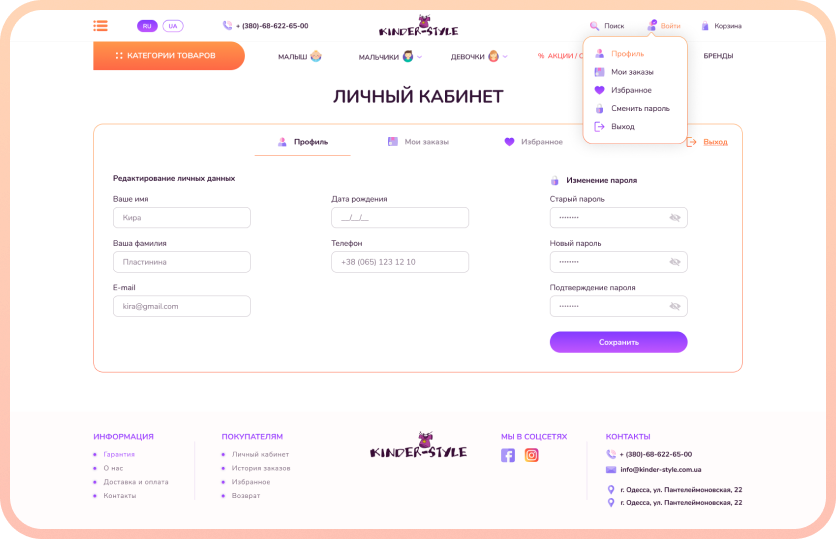 RU
UA
+ (380)-68-622-65-00
KINDER-STYLE
Поиск
Войти
Корзина
КАТЕГОРИИ ТОВАРОВ
МАЛЫШ
МАЛЬЧИКИ
ДЕВОЧКИ
% АКЦИИ /
БРЕНДЫ
Профиль
Мои заказы
Избранное
Сменить пароль
Выход
ЛИЧНЫЙ КАБИНЕТ
Профиль
Мои заказы
Избранное
Выход
Редактирование личных данных
Изменение пароля
Ваше имя
Дата рождения
Старый пароль
Кира
__/__/__
••••••••
Ваша фамилия
Телефон
Новый пароль
Пластинина
+38 (065) 123 12 10
••••••••
E-mail
Подтверждение пароля
kira@gmail.com
••••••••
Сохранить
ИНФОРМАЦИЯ
Гарантия
О нас
Доставка и оплата
Контакты
ПОКУПАТЕЛЯМ
Личный кабинет
История заказов
Избранное
Возврат
KINDER-STYLE
МЫ В СОЦСЕТЯХ
КОНТАКТЫ
+ (380)-68-622-65-00
info@kinder-style.com.ua
г. Одесса, ул. Пантелеймоновская, 22
г. Одесса, ул. Пантелеймоновская, 22